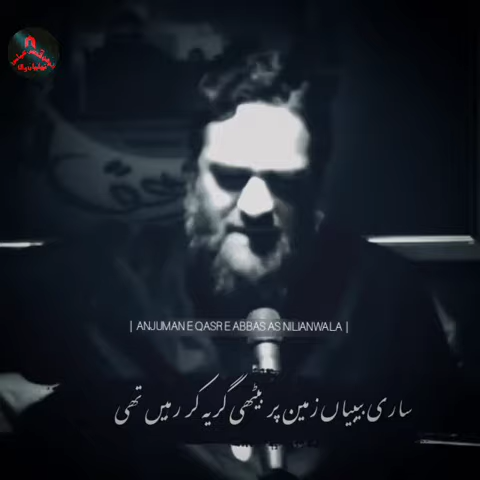 | ANJUMAN E QASR E ABBAS AS NILIANWALA |
ساری بیبیاں زمین پر بیٹھی گریہ کر رہیں تھی